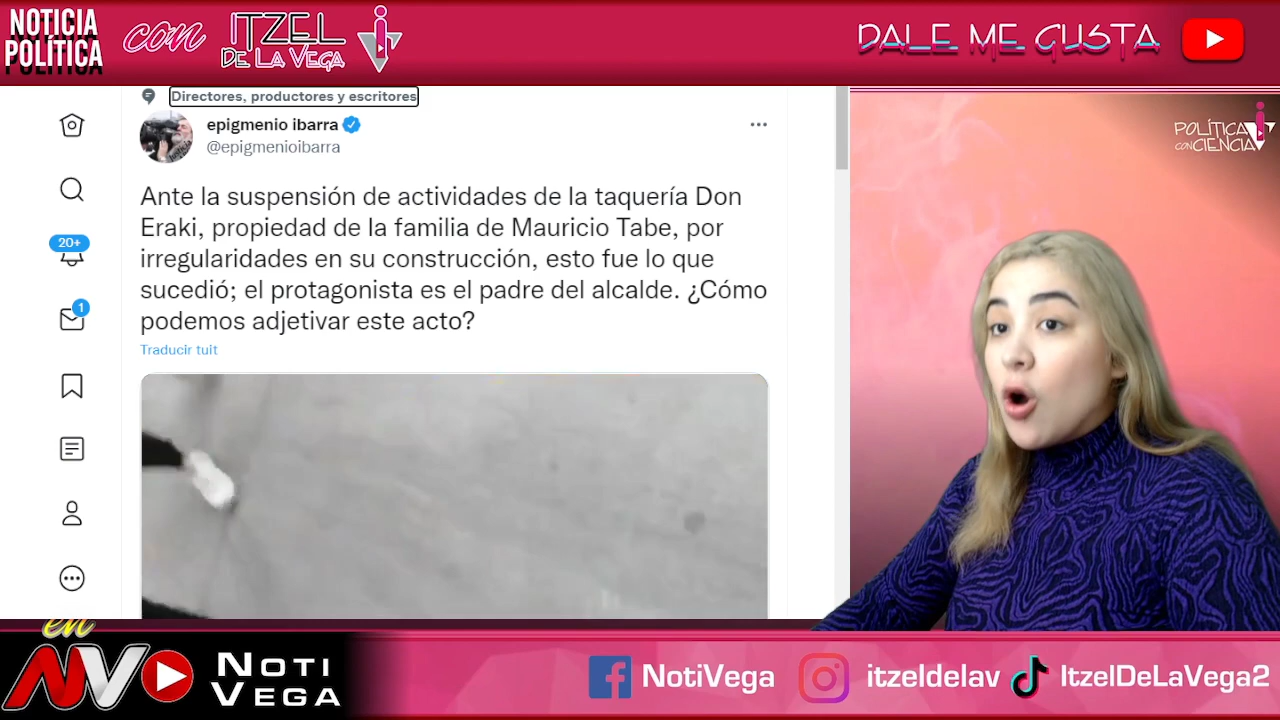 NOTICIA
POLÍTICA
con
ITZEL
DE LA VEGA
DALE ME GUSTA
Directores, productores y escritores
epigmenio ibarra
@epigmenioibarra
Ante la suspensión de actividades de la taquería Don
Eraki, propiedad de la familia de Mauricio Tabe, por
irregularidades en su construcción, esto fue lo que
sucedió; el protagonista es el padre del alcalde. ¿Cómo
podemos adjetivar este acto?
Traducir tuit
20+
1
POLÍTICA
CON CIENCIA
en
NV
NOTI
VEGA
NotiVega
itzeldelav
ItzelDeLaVega2